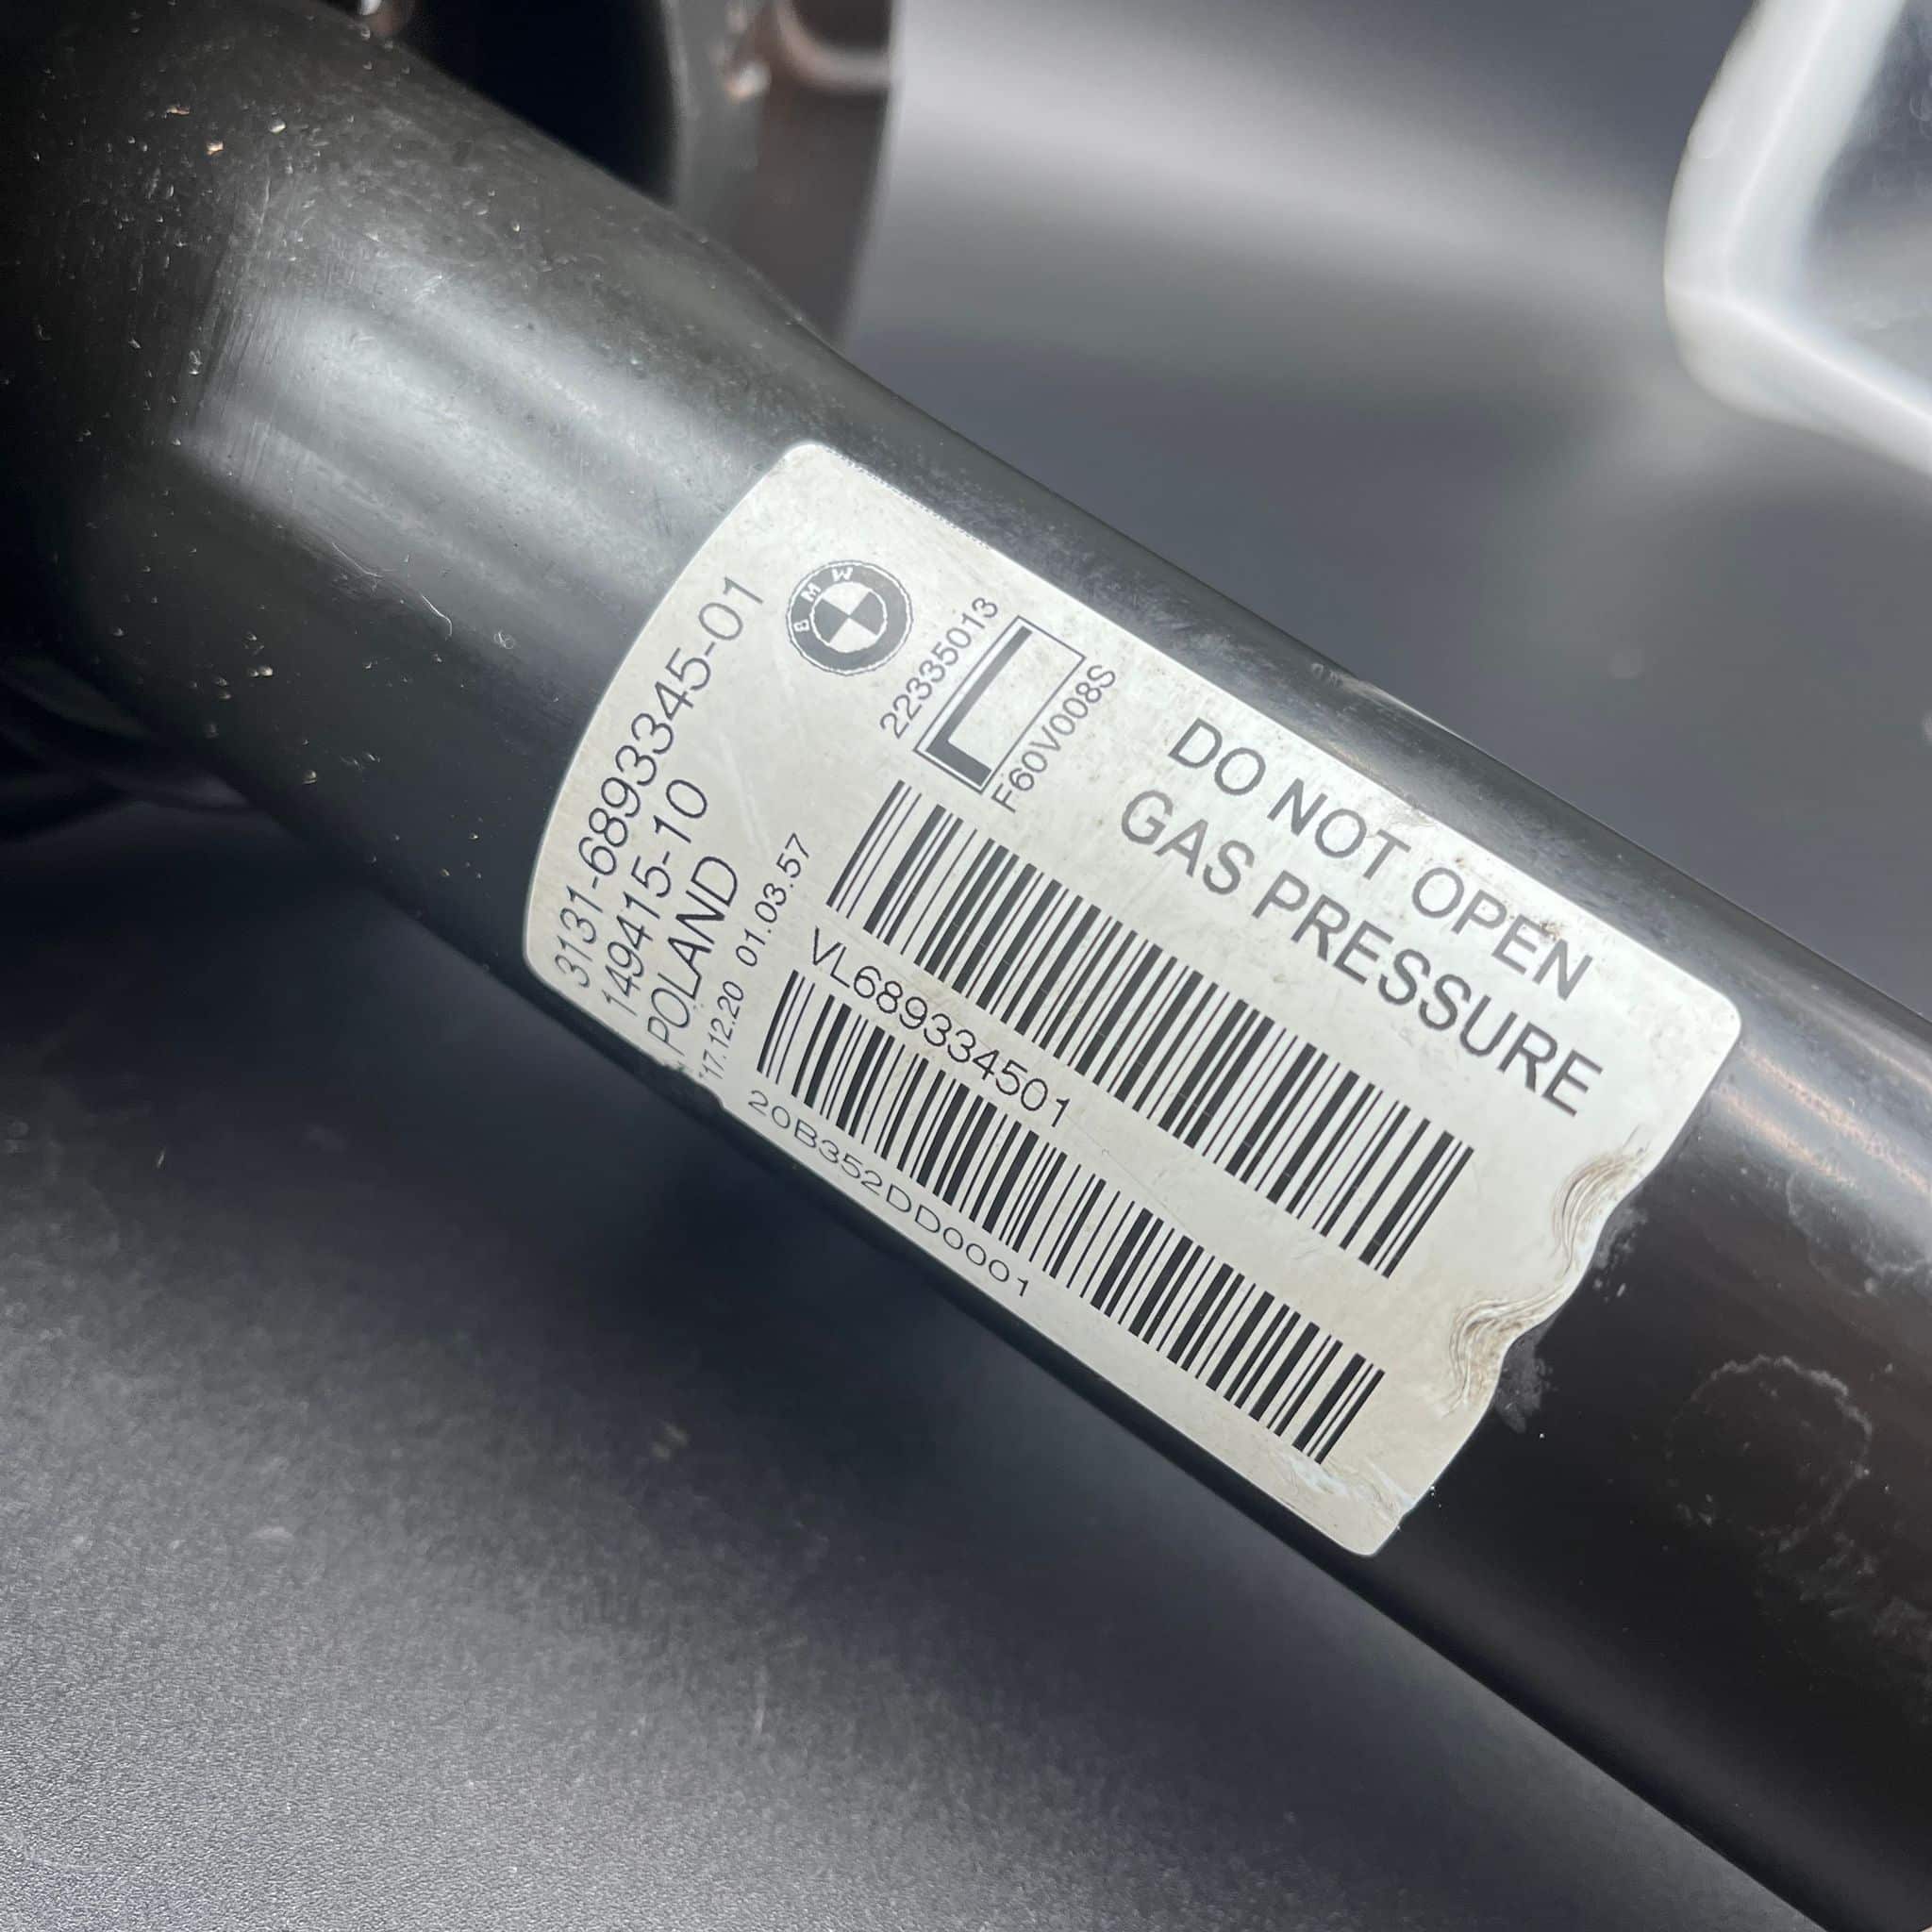 3131-6893345-01
149415-10
POLAND
17.12.20 01.03.57
BMW
22335013
L
F60V008S
VL689334501
20B352DD0001
DO NOT OPEN
GAS PRESSURE